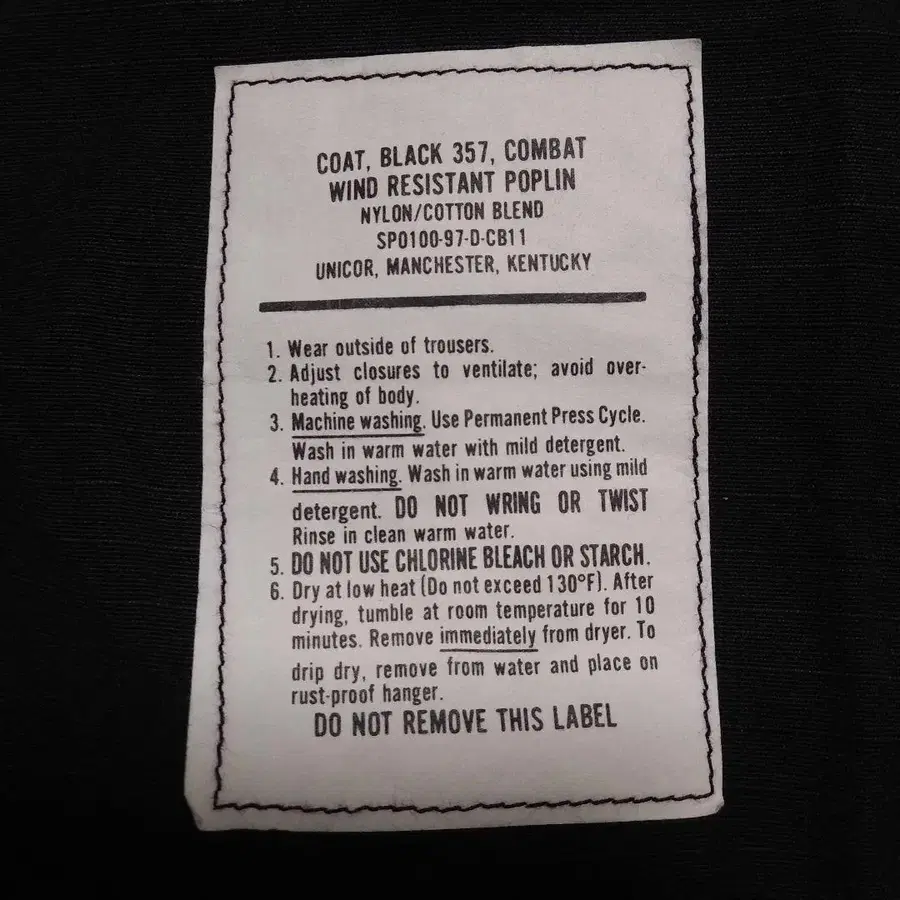 COAT, BLACK 357, COMBAT
WIND RESISTANT POPLIN
NYLON/COTTON BLEND
SPO100-97-D-CB11
UNICOR, MANCHESTER, KENTUCKY
1. Wear outside of trousers.
2. Adjust closures to ventilate; avoid over-
heating of body.
3. Machine washing. Use Permanent Press Cycle.
Wash in warm water with mild detergent.
4. Hand washing. Wash in warm water using mild
detergent. DO NOT WRING OR TWIST
Rinse in clean warm water.
5. DO NOT USE CHLORINE BLEACH OR STARCH.
6. Dry at low heat (Do not exceed 130°F). After
drying, tumble at room temperature for 10
minutes. Remove immediately from dryer. To
drip dry, remove from water and place on
rust-proof hanger.
DO NOT REMOVE THIS LABEL